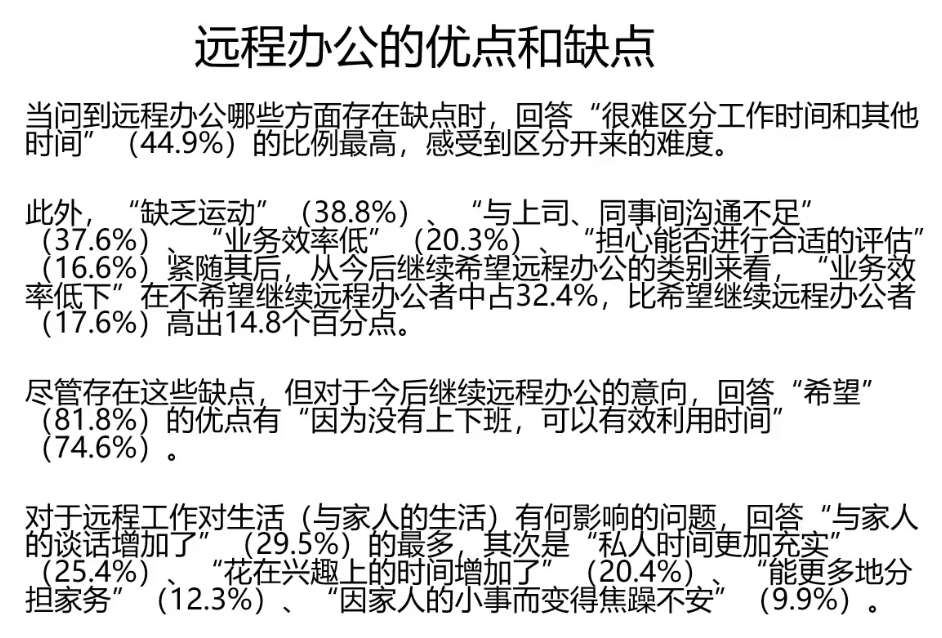 远程办公的优点和缺点
当问到远程办公哪些方面存在缺点时，回答“很难区分工作时间和其他
时间”（44.9%）的比例最高，感受到区分开来的难度。
此外，“缺乏运动”（38.8%）、“与上司、同事间沟通不足”
（37.6%）、“业务效率低”（20.3%）、“担心能否进行合适的评估”
（16.6%）紧随其后，从今后继续希望远程办公的类别来看，“业务效
率低下”在不希望继续远程办公者中占32.4%，比希望继续远程办公者
（17.6%）高出14.8个百分点。
尽管存在这些缺点，但对于今后继续远程办公的意向，回答“希望”
（81.8%）的优点有“因为没有上下班，可以有效利用时间”
（74.6%）。
对于远程工作对生活（与家人的生活）有何影响的问题，回答“与家人
的谈话增加了”（29.5%）的最多，其次是“私人时间更加充实”
（25.4%）、“花在兴趣上的时间增加了”（20.4%）、“能更多地分
担家务”（12.3%）、“因家人的小事而变得焦躁不安”（9.9%）。